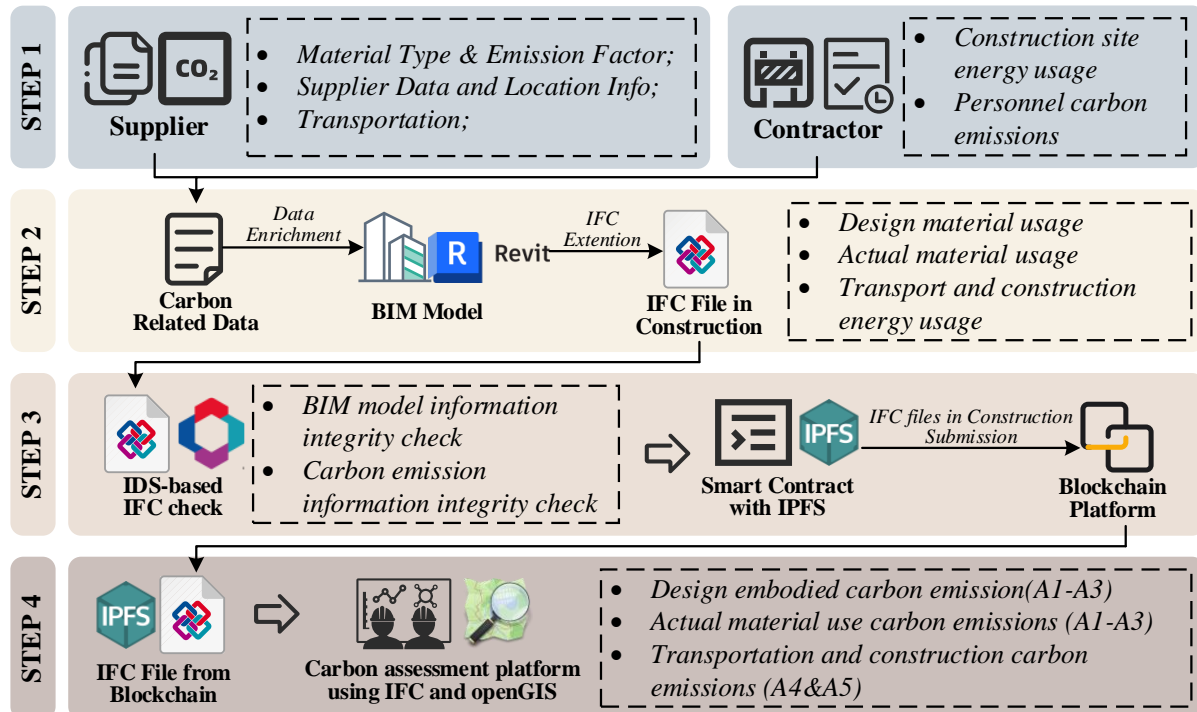 STEP 1
CO₂
Supplier
• Material Type & Emission Factor;
• Supplier Data and Location Info;
• Transportation;
Contractor
• Construction site
energy usage
• Personnel carbon
emissions
STEP 2
Carbon
Related Data
Data
Enrichment
R
Revit
BIM Model
IFC
Extention
IFC File in
Construction
• Design material usage
• Actual material usage
• Transport and construction
energy usage
STEP 3
IDS-based
IFC check
• BIM model information
integrity check
• Carbon emission
information integrity check
IPFS
Smart Contract
with IPFS
IFC files in Construction
Submission
Blockchain
Platform
STEP 4
IPFS
IFC File from
Blockchain
Carbon assessment platform
using IFC and openGIS
• Design embodied carbon emission(A1-A3)
• Actual material use carbon emissions (A1-A3)
• Transportation and construction carbon
emissions (A4&A5)